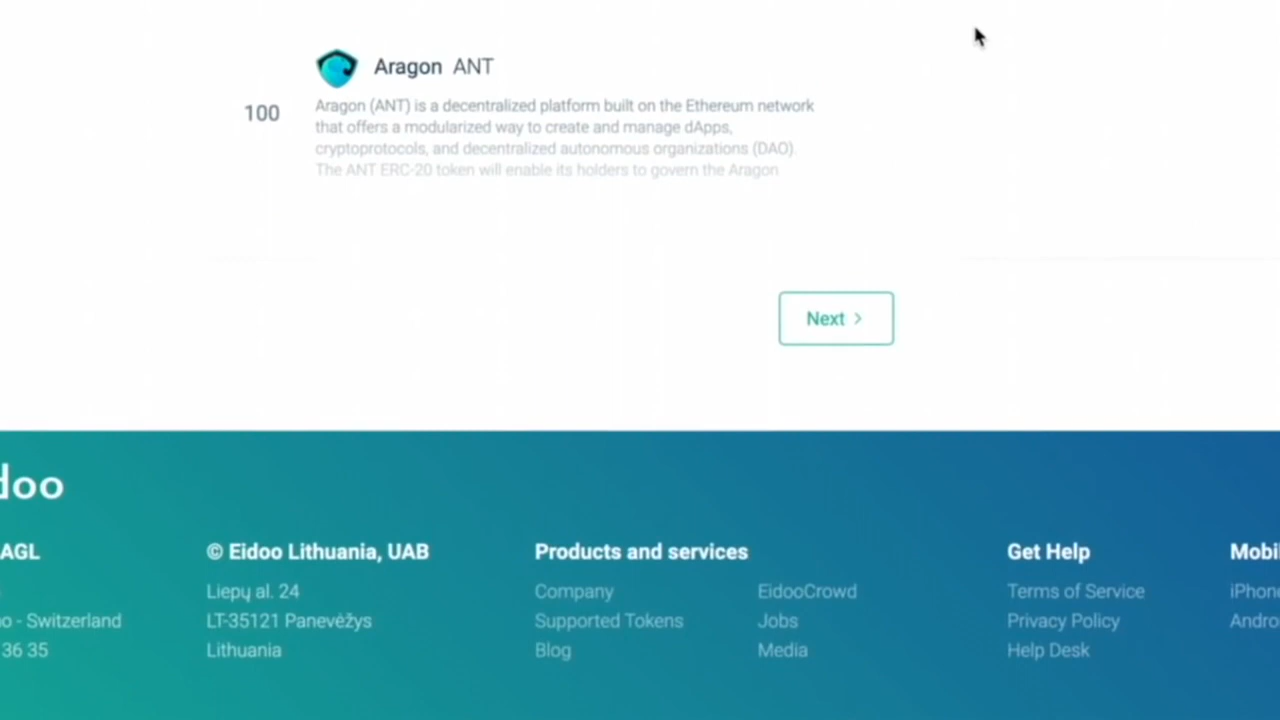 Aragon ANT
100
Aragon (ANT) is a decentralized platform built on the Ethereum network
that offers a modularized way to create and manage dApps,
cryptoprotocols, and decentralized autonomous organizations (DAO).
The ANT ERC-20 token will enable its holders to govern the Aragon
Next
doo
AGL
- Switzerland
36 35
© Eidoo Lithuania, UAB
Liepų al. 24
LT-35121 Panevėžys
Lithuania
Products and services
Company
Supported Tokens
Blog
EidooCrowd
Jobs
Media
Get Help
Terms of Service
Privacy Policy
Help Desk
Mobi
iPhon
Andro